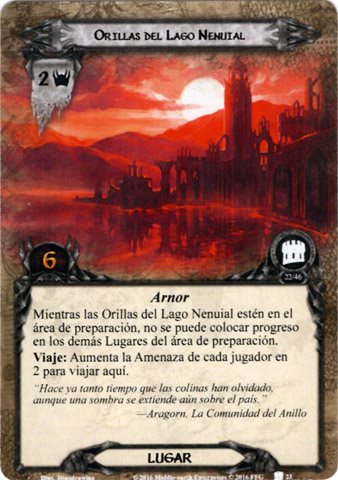 Orillas del Lago Nenuial
2
6
22/46
Arnor
Mientras las Orillas del Lago Nenuial estén en el
área de preparación, no se puede colocar progreso
en los demás Lugares del área de preparación.
Viaje: Aumenta la Amenaza de cada jugador en
2 para viajar aquí.
“Hace ya tanto tiempo que las colinas han olvidado,
aunque una sombra se extiende aún sobre el país.”
—Aragorn, La Comunidad del Anillo
LUGAR
©2016 Middle-earth Enterprises ©2016 FFG